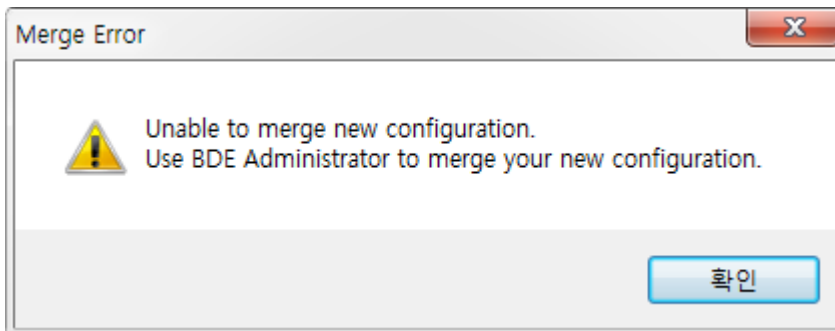 Merge Error
Unable to merge new configuration.
Use BDE Administrator to merge your new configuration.
확인